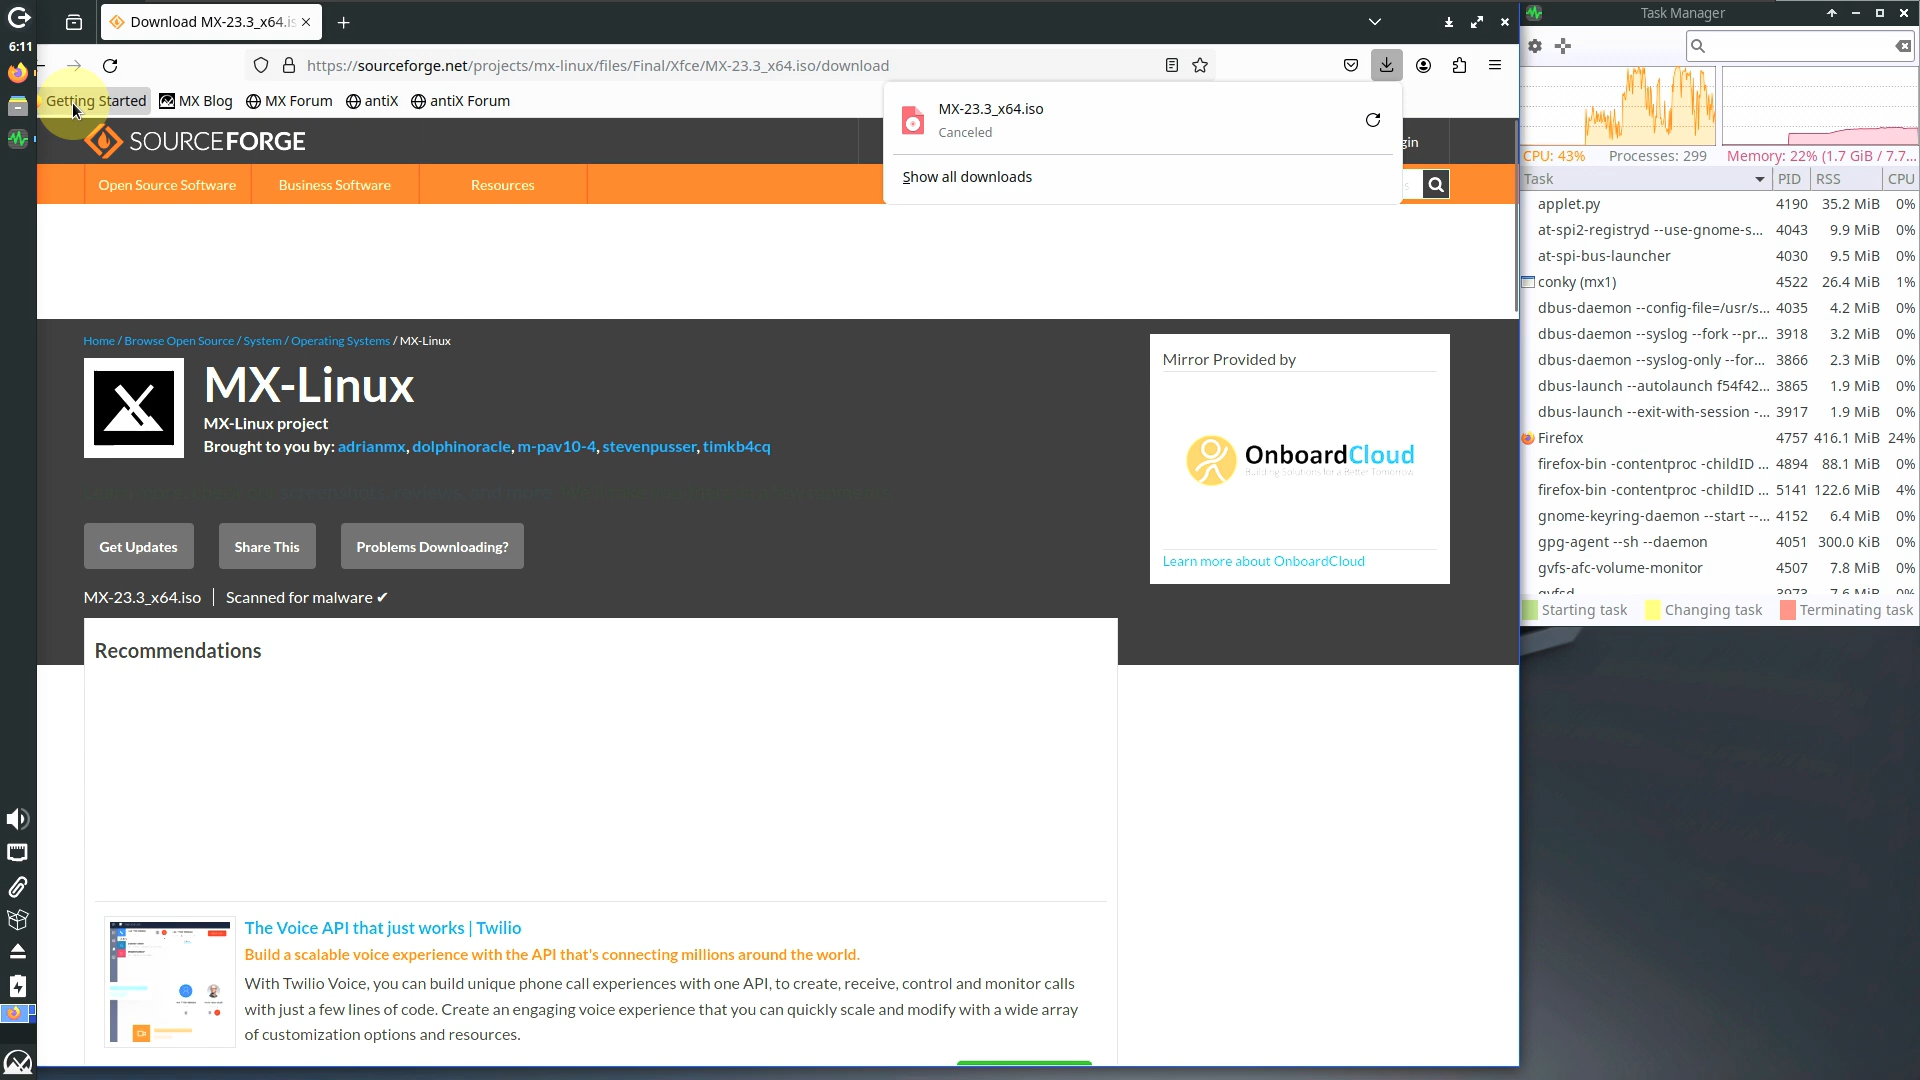 6:11
Download MX-23.3_x64.is
https://sourceforge.net/projects/mx-linux/files/Final/Xfce/MX-23.3_x64.iso/download
Getting Started
MX Blog
MX Forum
antiX
antiX Forum
MX-23.3_x64.iso
Canceled
Show all downloads
SOURCEFORGE
gin
Open Source Software
Business Software
Resources
Home / Browse Open Source / System / Operating Systems / MX-Linux
MX-Linux
MX-Linux project
Brought to you by: adrianmx, dolphinoracle, m-pav10-4, stevenpusser, timkb4cq
Get Updates
Share This
Problems Downloading?
MX-23.3_x64.iso
Scanned for malware ✔
Mirror Provided by
OnboardCloud
Building Solutions for a Better Tomorrow
Learn more about OnboardCloud
Recommendations
The Voice API that just works | Twilio
Build a scalable voice experience with the API that's connecting millions around the world.
With Twilio Voice, you can build unique phone call experiences with one API, to create, receive, control and monitor calls
with just a few lines of code. Create an engaging voice experience that you can quickly scale and modify with a wide array
of customization options and resources.
Task Manager
CPU: 43% Processes: 299 Memory: 22% (1.7 GiB / 7.7...
Task PID RSS CPU
applet.py 4190 35.2 MiB 0%
at-spi2-registryd --use-gnome-s... 4043 9.9 MiB 0%
at-spi-bus-launcher 4030 9.5 MiB 0%
conky (mx1) 4522 26.4 MiB 1%
dbus-daemon --config-file=/usr/s... 4035 4.2 MiB 0%
dbus-daemon --syslog --fork --pr... 3918 3.2 MiB 0%
dbus-daemon --syslog-only --for... 3866 2.3 MiB 0%
dbus-launch --autolaunch f54f42... 3865 1.9 MiB 0%
dbus-launch --exit-with-session -... 3917 1.9 MiB 0%
Firefox 4757 416.1 MiB 24%
firefox-bin -contentproc -childID ... 4894 88.1 MiB 0%
firefox-bin -contentproc -childID ... 5141 122.6 MiB 4%
gnome-keyring-daemon --start --... 4152 6.4 MiB 0%
gpg-agent --sh --daemon 4051 300.0 KiB 0%
gvfs-afc-volume-monitor 4507 7.8 MiB 0%
gvfsd 3973 7.6 MiB 0%
Starting task
Changing task
Terminating task